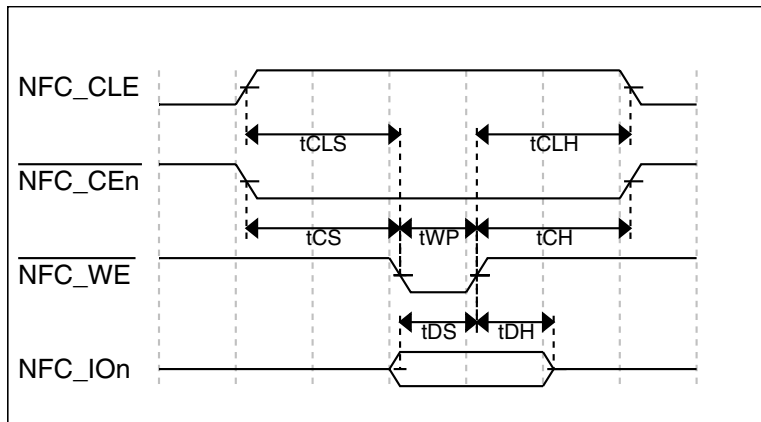 NFC_CLE
tCLS tCLH
NFC_CEn
tCS tWP tCH
NFC_WE
tDS tDH
NFC_IOn